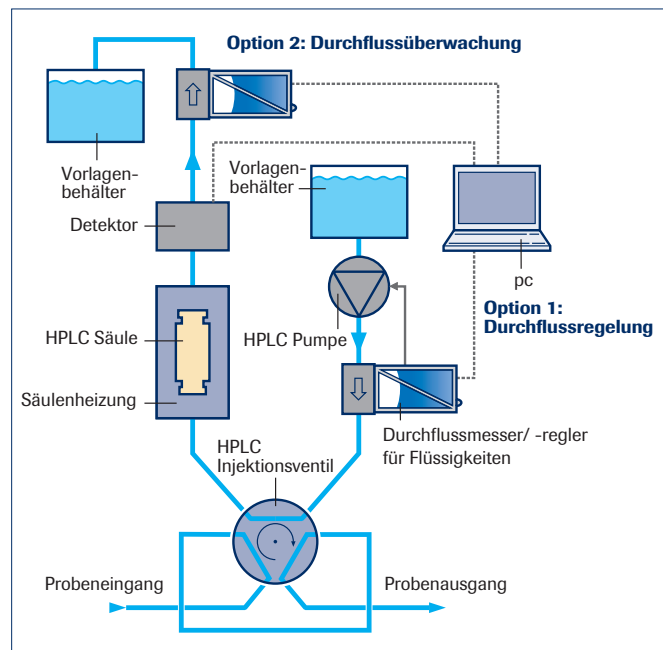 Option 2: Durchflussüberwachung
Vorlagen-
behälter
Vorlagen-
behälter
Detektor
pc
Option 1:
Durchflussregelung
HPLC Säule
HPLC Pumpe
Säulenheizung
Durchflussmesser/ -regler
für Flüssigkeiten
HPLC
Injektionsventil
Probeneingang
Probenausgang